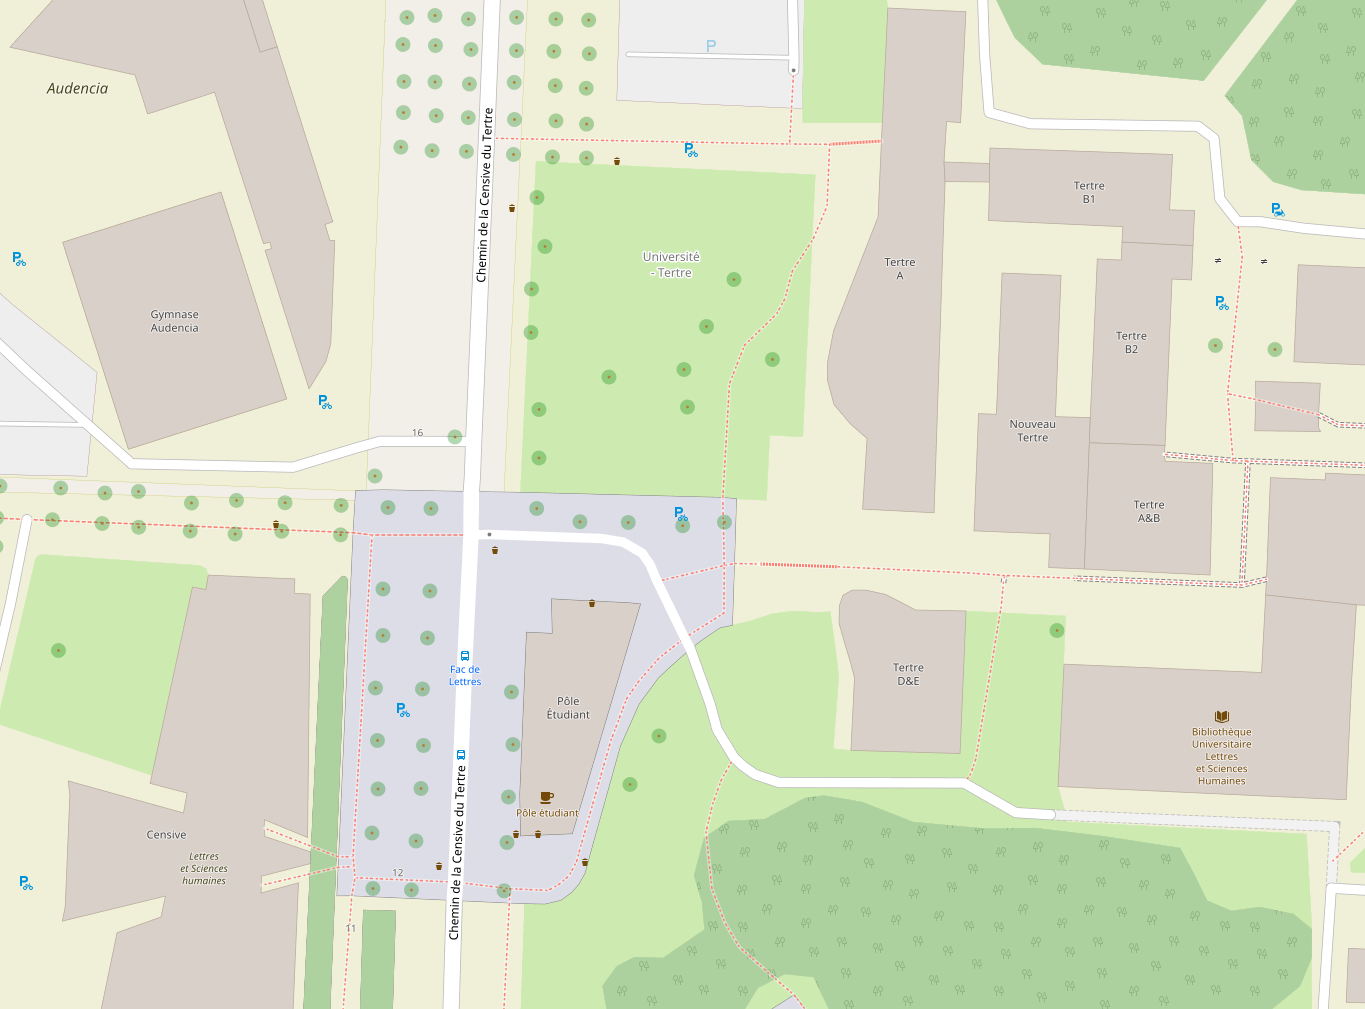 P
Audencia
Chemin de la Censive du Tertre
P
Tertre
B1
P
P
Université
- Tertre
Tertre
A
P
Gymnase
Audencia
Tertre
B2
P
16
Nouveau
Tertre
P
Tertre
A&B
Fac de
Lettres
Tertre
D&E
P
Pôle
Étudiant
Bibliothèque
Universitaire
Lettres
et Sciences
Humaines
Pôle étudiant
Censive
Lettres
et Sciences
humaines
12
P
Chemin de la Censive du Tertre
11